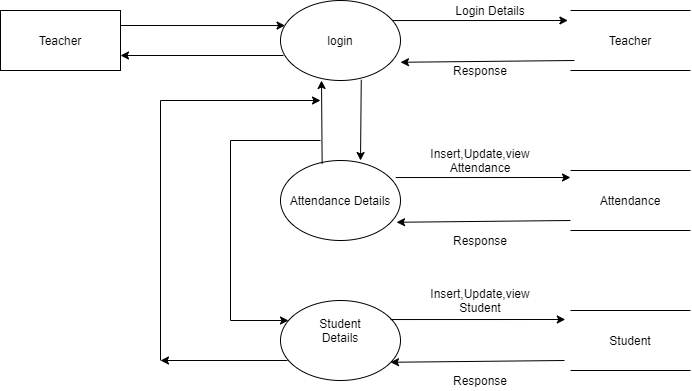 Teacher
login
Login Details
Teacher
Response
Insert,Update,view
Attendance
Attendance Details
Attendance
Response
Insert,Update,view
Student
Student
Details
Student
Response